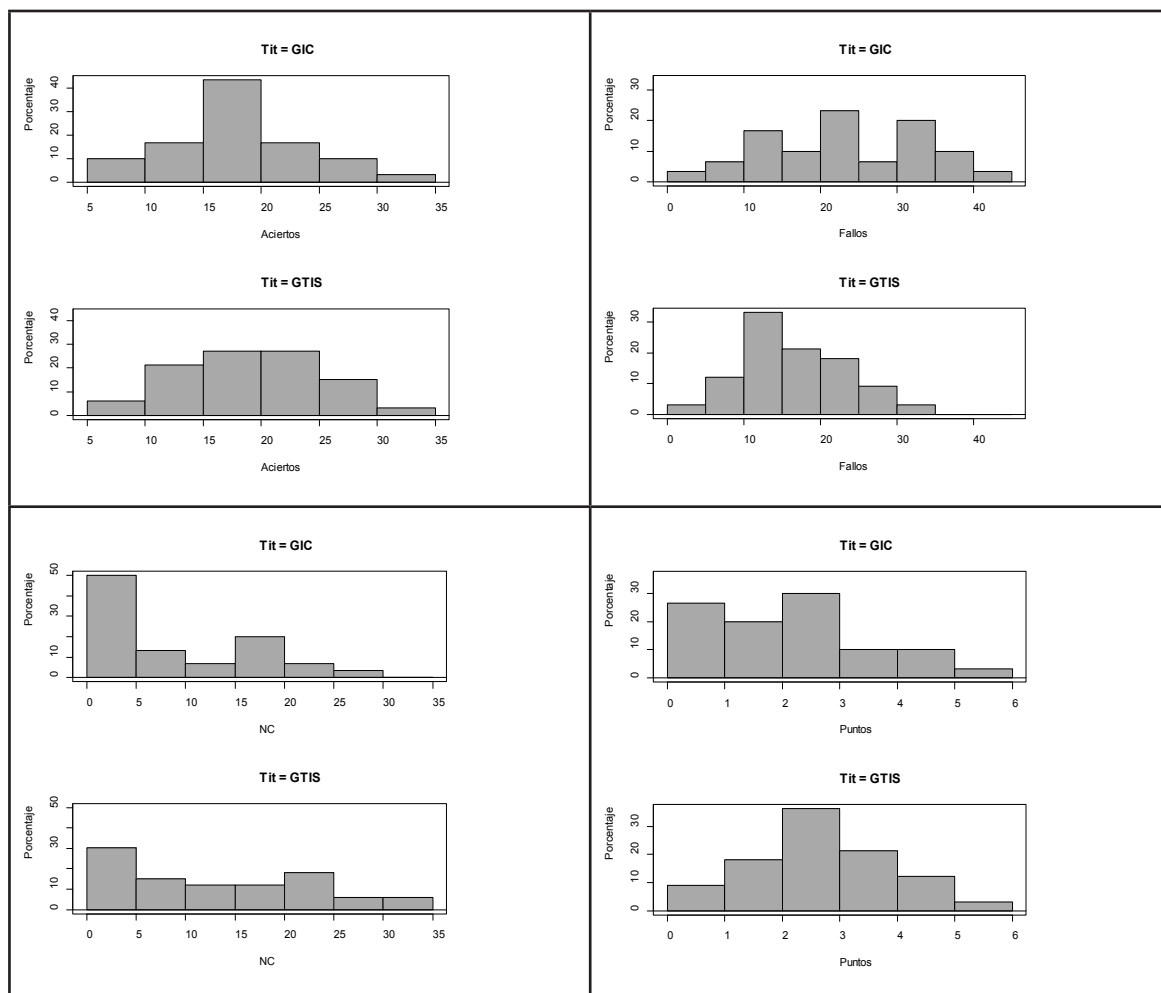 Tit = GIC
Porcentaje
0 10 20 30 40
5 10 15 20 25 30 35
Aciertos
Tit = GTIS
Porcentaje
0 10 20 30 40
5 10 15 20 25 30 35
Aciertos
Tit = GIC
Porcentaje
0 10 20 30
0 10 20 30 40
Fallos
Tit = GTIS
Porcentaje
0 10 20 30
0 10 20 30 40
Fallos
Tit = GIC
Porcentaje
0 10 30 50
0 5 10 15 20 25 30 35
NC
Tit = GTIS
Porcentaje
0 10 30 50
0 5 10 15 20 25 30 35
NC
Tit = GIC
Porcentaje
0 10 20 30
0 1 2 3 4 5 6
Puntos
Tit = GTIS
Porcentaje
0 10 20 30
0 1 2 3 4 5 6
Puntos